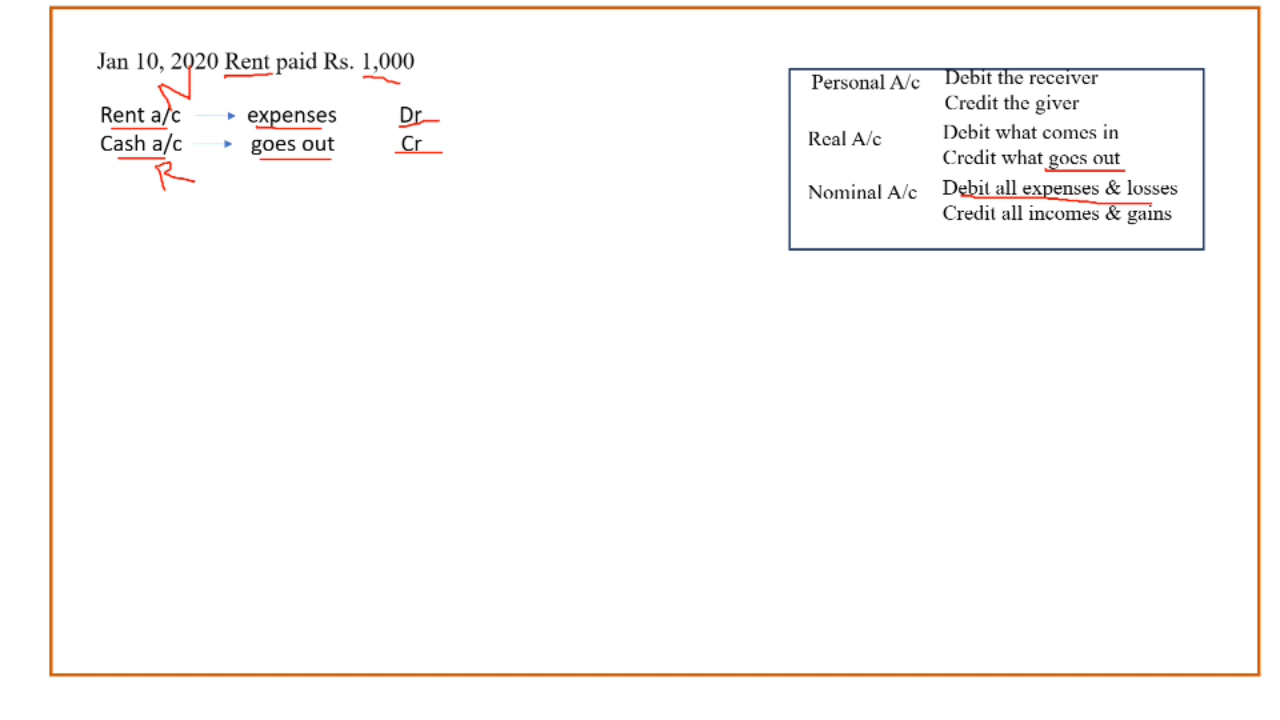 Jan 10, 2020 Rent paid Rs. 1,000
N
Rent a/c expenses Dr
Cash a/c goes out Cr
R
Personal A/c Debit the receiver
Credit the giver
Real A/c Debit what comes in
Credit what goes out
Nominal A/c Debit all expenses & losses
Credit all incomes & gains